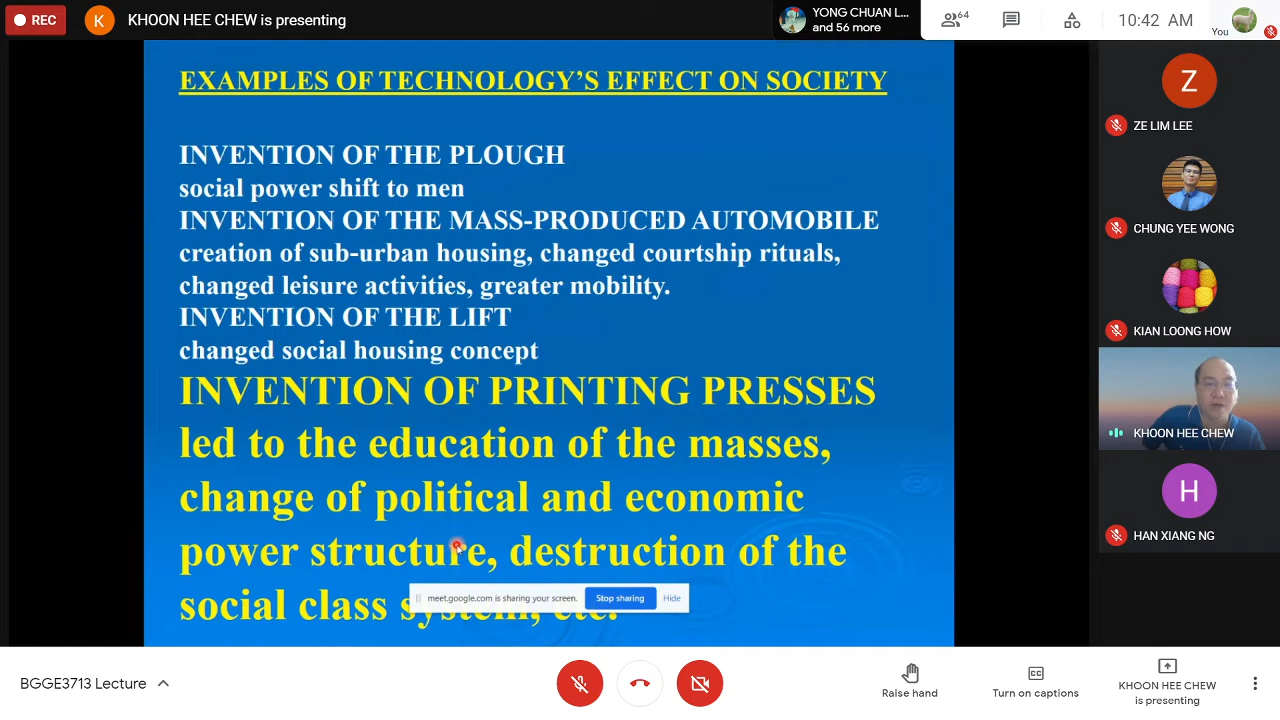 REC
K
KHOON HEE CHEW is presenting
YONG CHUAN L...
and 56 more
64
10:42 AM
You
EXAMPLES OF TECHNOLOGY'S EFFECT ON SOCIETY
INVENTION OF THE PLOUGH
social power shift to men
INVENTION OF THE MASS-PRODUCED AUTOMOBILE
creation of sub-urban housing, changed courtship rituals,
changed leisure activities, greater mobility.
INVENTION OF THE LIFT
changed social housing concept
INVENTION OF PRINTING PRESSES
led to the education of the masses,
change of political and economic
power structure, destruction of the
social class system, etc.
meet.google.com is sharing your screen.
Stop sharing
Hide
Z
ZE LIM LEE
CHUNG YEE WONG
KIAN LOONG HOW
KHOON HEE CHEW
H
HAN XIANG NG
BGGE3713 Lecture
Raise hand
CC
Turn on captions
KHOON HEE CHEW
is presenting